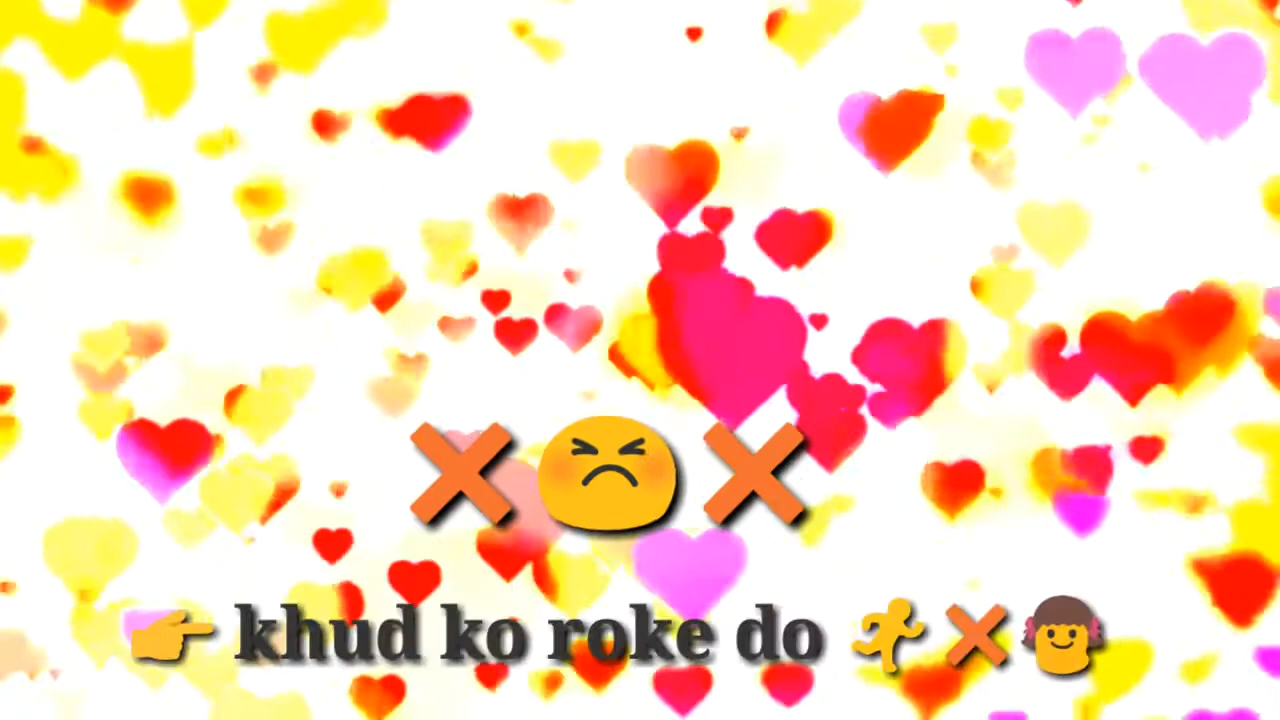 ❌😣❌
👉 khud ko roke do 🏃❌👧